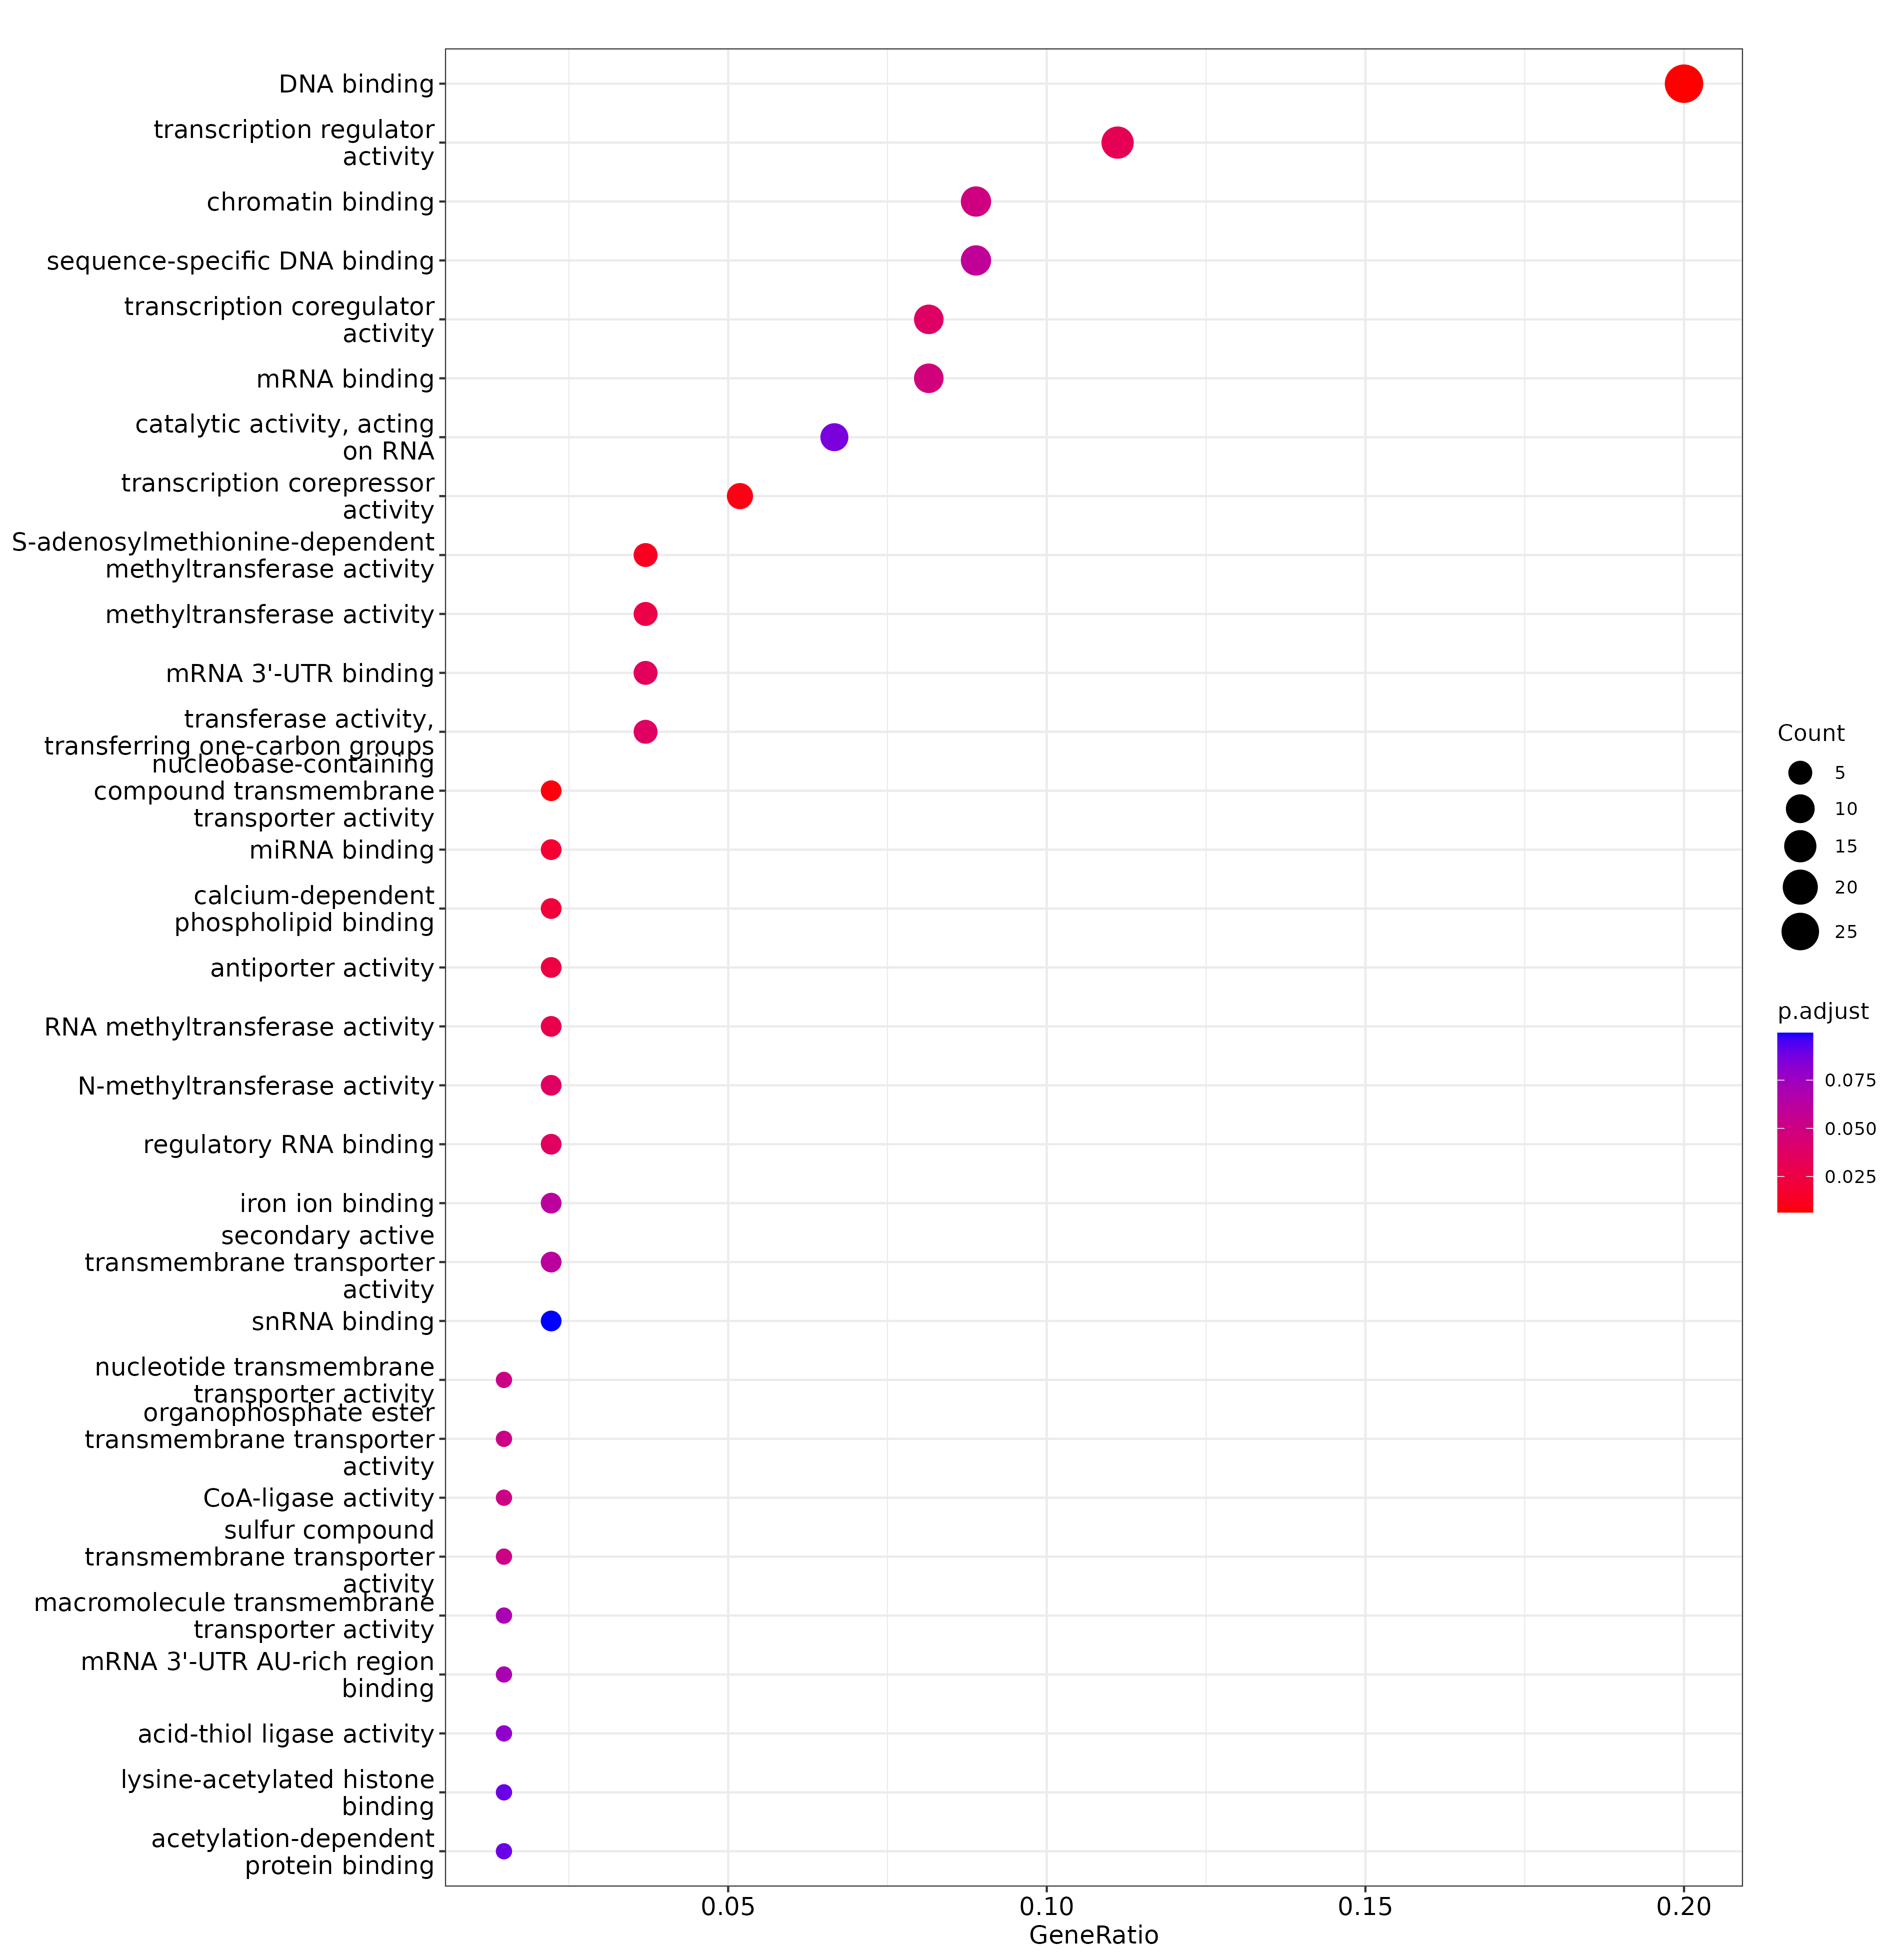 DNA binding
transcription regulator
activity
chromatin binding
sequence-specific DNA binding
transcription coregulator
activity
mRNA binding
catalytic activity, acting
on RNA
transcription corepressor
activity
S-adenosylmethionine-dependent
methyltransferase activity
methyltransferase activity
mRNA 3'-UTR binding
transferase activity,
transferring one-carbon groups
nucleobase-containing
compound transmembrane
transporter activity
miRNA binding
calcium-dependent
phospholipid binding
antiporter activity
RNA methyltransferase activity
N-methyltransferase activity
regulatory RNA binding
iron ion binding
secondary active
transmembrane transporter
activity
snRNA binding
nucleotide transmembrane
transporter activity
organophosphate ester
transmembrane transporter
activity
CoA-ligase activity
sulfur compound
transmembrane transporter
activity
macromolecule transmembrane
transporter activity
mRNA 3'-UTR AU-rich region
binding
acid-thiol ligase activity
lysine-acetylated histone
binding
acetylation-dependent
protein binding
0.05 0.10 0.15 0.20
GeneRatio
Count
5
10
15
20
25
p.adjust
0.075
0.050
0.025